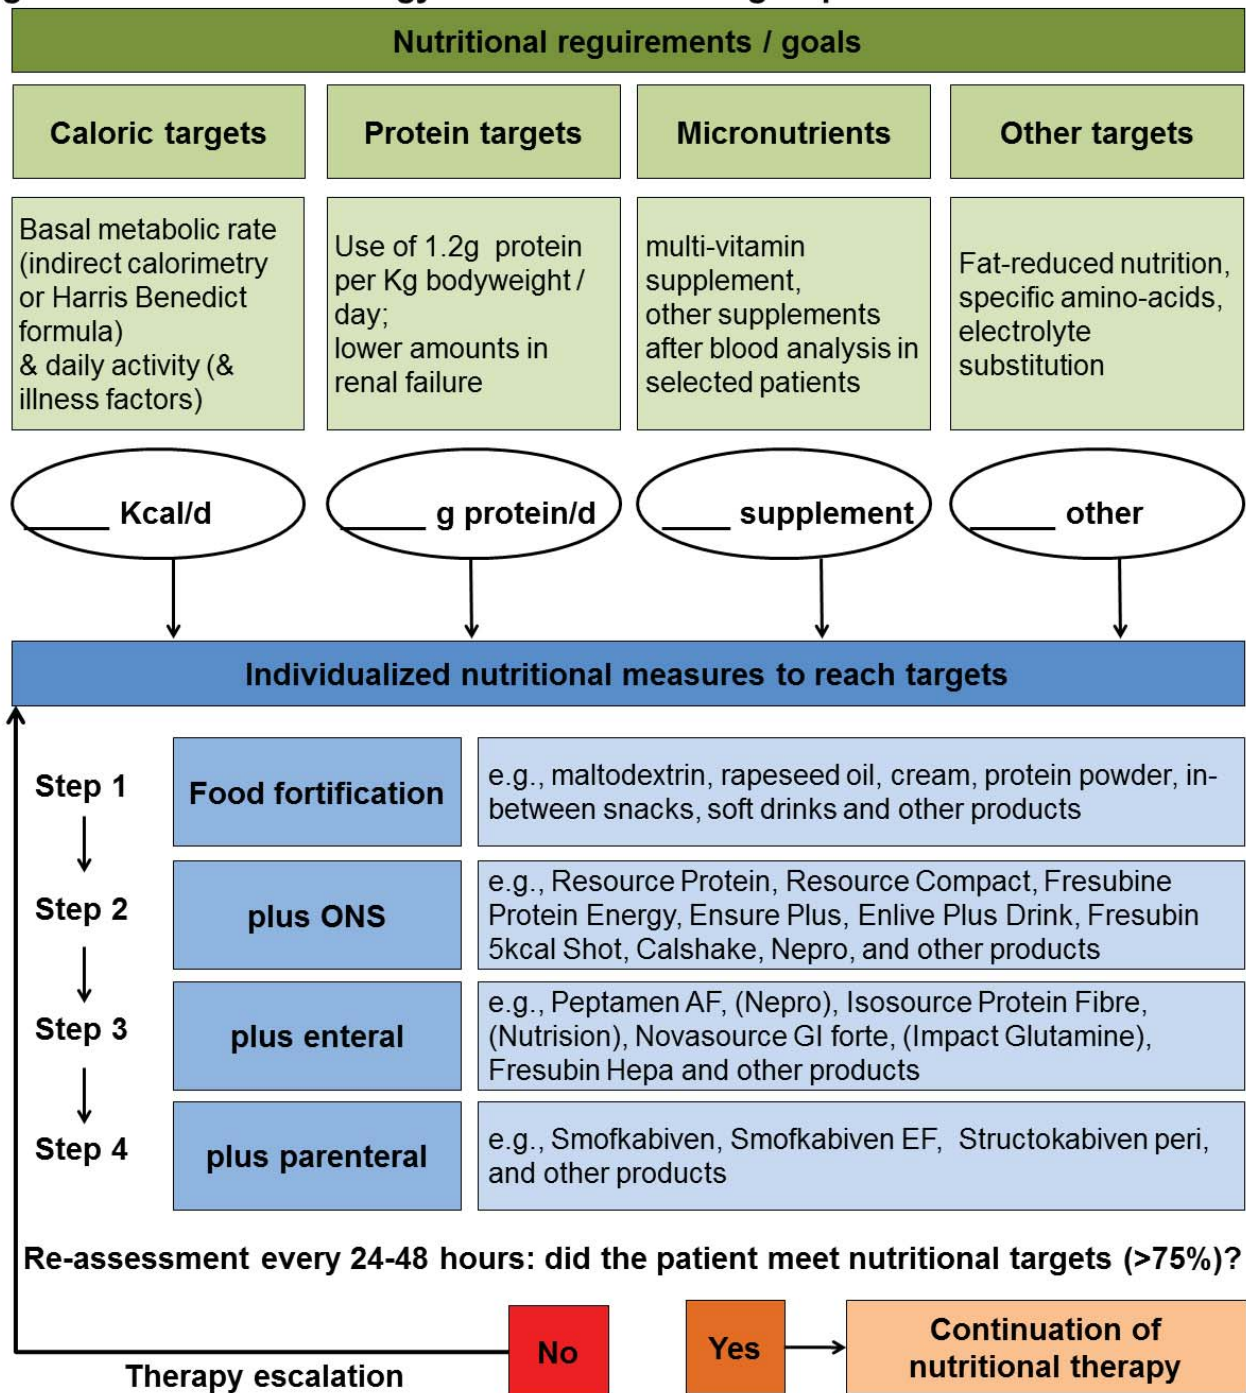 Nutritional reguirements / goals
Caloric targets
Protein targets
Micronutrients
Other targets
Basal metabolic rate
(indirect calorimetry
or Harris Benedict
formula)
& daily activity (&
illness factors)
Use of 1.2g protein
per Kg bodyweight /
day;
lower amounts in
renal failure
multi-vitamin
supplement,
other supplements
after blood analysis in
selected patients
Fat-reduced nutrition,
specific amino-acids,
electrolyte
substitution
_____ Kcal/d
_____ g protein/d
____ supplement
_____ other
Individualized nutritional measures to reach targets
Step 1
Food fortification
e.g., maltodextrin, rapeseed oil, cream, protein powder, in-
between snacks, soft drinks and other products
Step 2
plus ONS
e.g., Resource Protein, Resource Compact, Fresubine
Protein Energy, Ensure Plus, Enlive Plus Drink, Fresubin
5kcal Shot, Calshake, Nepro, and other products
Step 3
plus enteral
e.g., Peptamen AF, (Nepro), Isosource Protein Fibre,
(Nutrision), Novasource GI forte, (Impact Glutamine),
Fresubin Hepa and other products
Step 4
plus parenteral
e.g., Smofkabiven, Smofkabiven EF, Structokabiven peri,
and other products
Re-assessment every 24-48 hours: did the patient meet nutritional targets (>75%)?
No
Yes
Continuation of
nutritional therapy
Therapy escalation